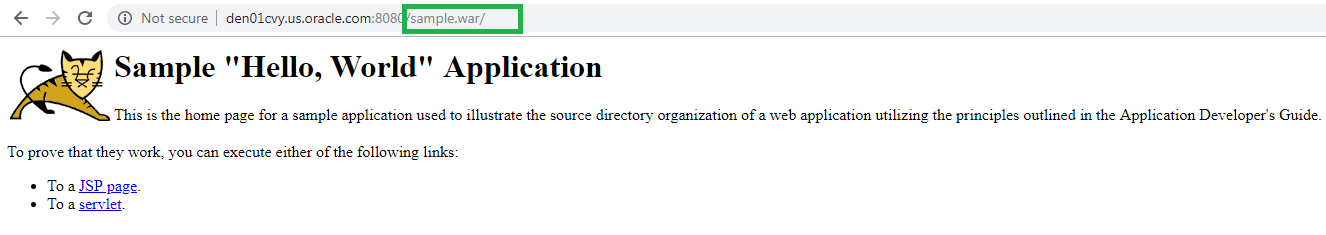 Not secure | den01cvy.us.oracle.com:8080/sample.war/
Sample "Hello, World" Application
This is the home page for a sample application used to illustrate the source directory organization of a web application utilizing the principles outlined in the Application Developer's Guide.
To prove that they work, you can execute either of the following links:
• To a JSP page.
• To a servlet.